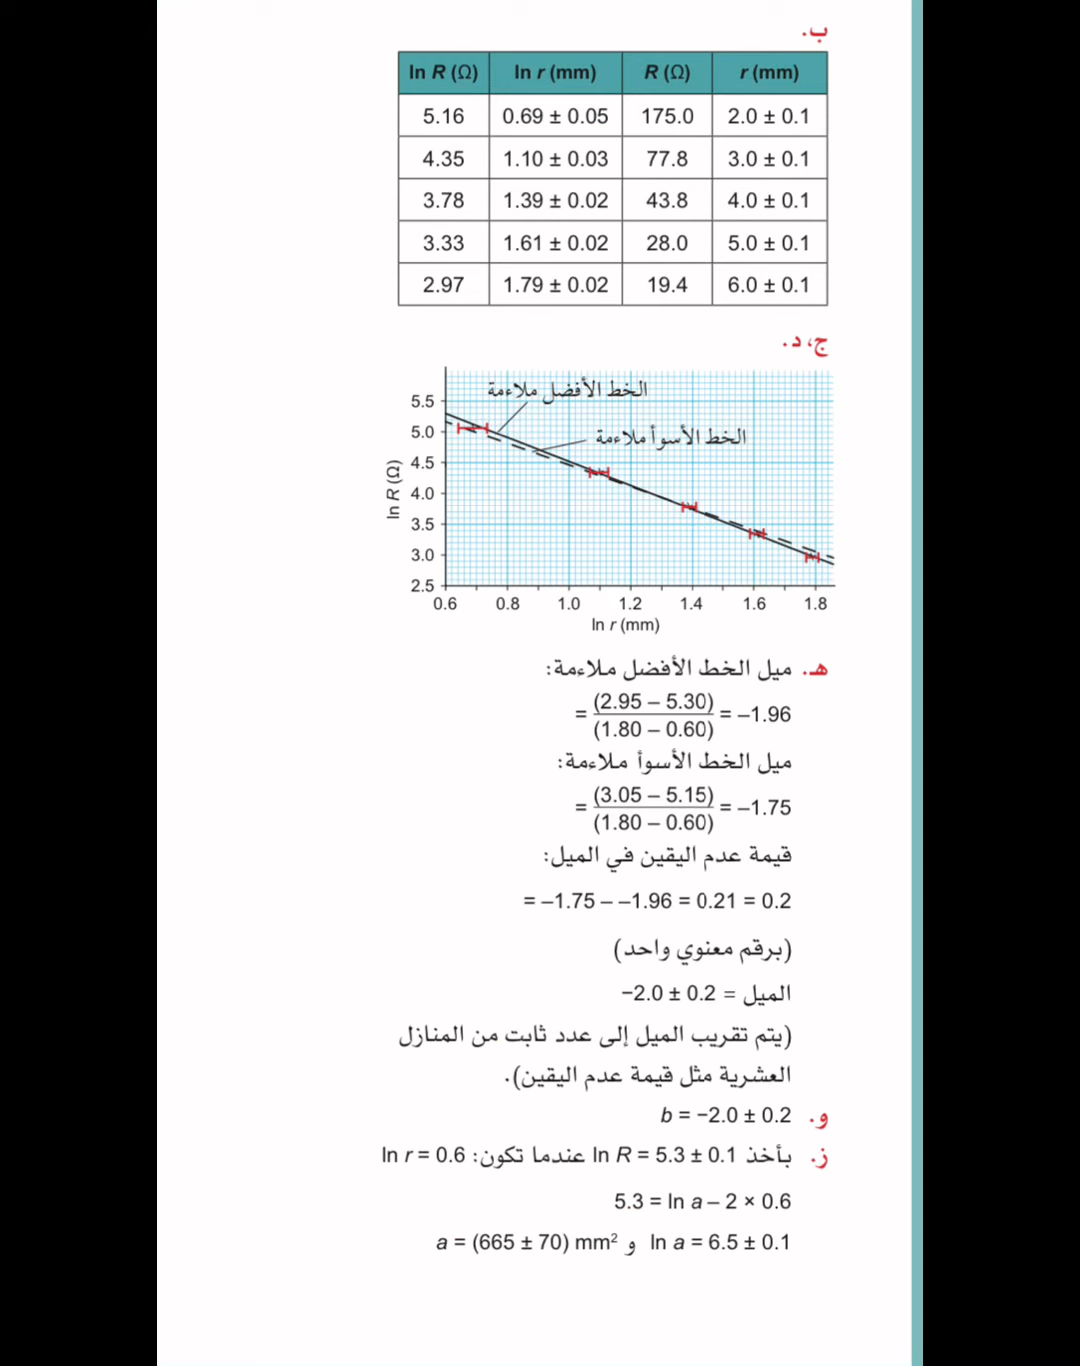 ب.
ln R (Ω) ln r (mm) R (Ω) r (mm)
5.16 0.69 ± 0.05 175.0 2.0 ± 0.1
4.35 1.10 ± 0.03 77.8 3.0 ± 0.1
3.78 1.39 ± 0.02 43.8 4.0 ± 0.1
3.33 1.61 ± 0.02 28.0 5.0 ± 0.1
2.97 1.79 ± 0.02 19.4 6.0 ± 0.1
ج، د.
الخط الأفضل ملاءمة
الخط الأسوأ ملاءمة
ln R (Ω)
5.5
5.0
4.5
4.0
3.5
3.0
2.5
0.6 0.8 1.0 1.2 1.4 1.6 1.8
ln r (mm)
هـ. ميل الخط الأفضل ملاءمة:
= (2.95 – 5.30) / (1.80 – 0.60) = –1.96
ميل الخط الأسوأ ملاءمة:
= (3.05 – 5.15) / (1.80 – 0.60) = –1.75
قيمة عدم اليقين في الميل:
= –1.75 – –1.96 = 0.21 = 0.2
(برقم معنوي واحد)
الميل = −2.0 ± 0.2
(يتم تقريب الميل إلى عدد ثابت من المنازل
العشرية مثل قيمة عدم اليقين).
و. b = −2.0 ± 0.2
ز. بأخذ ln R = 5.3 ± 0.1 عندما تكون: ln r = 0.6
5.3 = ln a – 2 × 0.6
ln a = 6.5 ± 0.1 و a = (665 ± 70) mm²